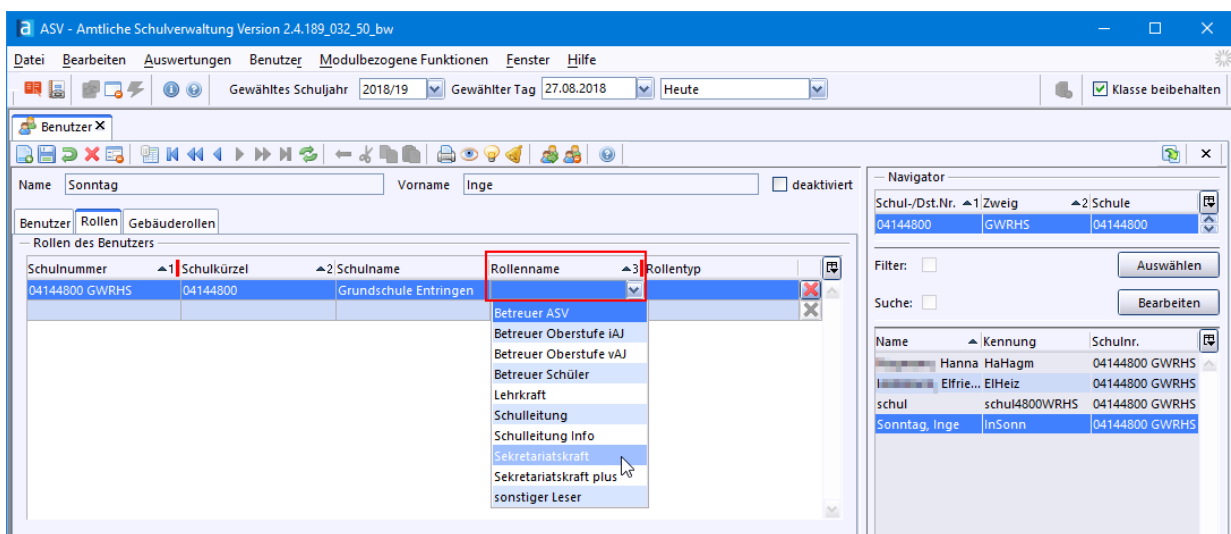 ASV - Amtliche Schulverwaltung Version 2.4.189_032_50_bw
Datei Bearbeiten Auswertungen Benutzer Modulbezogene Funktionen Fenster Hilfe
Gewähltes Schuljahr 2018/19 Gewählter Tag 27.08.2018 Heute Klasse beibehalten
Benutzer
Name Sonntag Vorname Inge deaktiviert
Benutzer Rollen Gebäuderollen
Rollen des Benutzers
Schulnummer 1 Schulkürzel 2 Schulname Rollenname 3 Rollentyp
04144800 GWRHS 04144800 Grundschule Entringen
Betreuer ASV
Betreuer Oberstufe iAJ
Betreuer Oberstufe vAJ
Betreuer Schüler
Lehrkraft
Schulleitung
Schulleitung Info
Sekretariatskraft
Sekretariatskraft plus
sonstiger Leser
Navigator
Schul-/Dst.Nr. 1 Zweig 2 Schule
04144800 GWRHS 04144800
Filter: Auswählen
Suche: Bearbeiten
Name Kennung Schulnr.
Hanna HaHagm 04144800 GWRHS
Elfrie... ElHeiz 04144800 GWRHS
schul schul4800WRHS 04144800 GWRHS
Sonntag, Inge InSonn 04144800 GWRHS